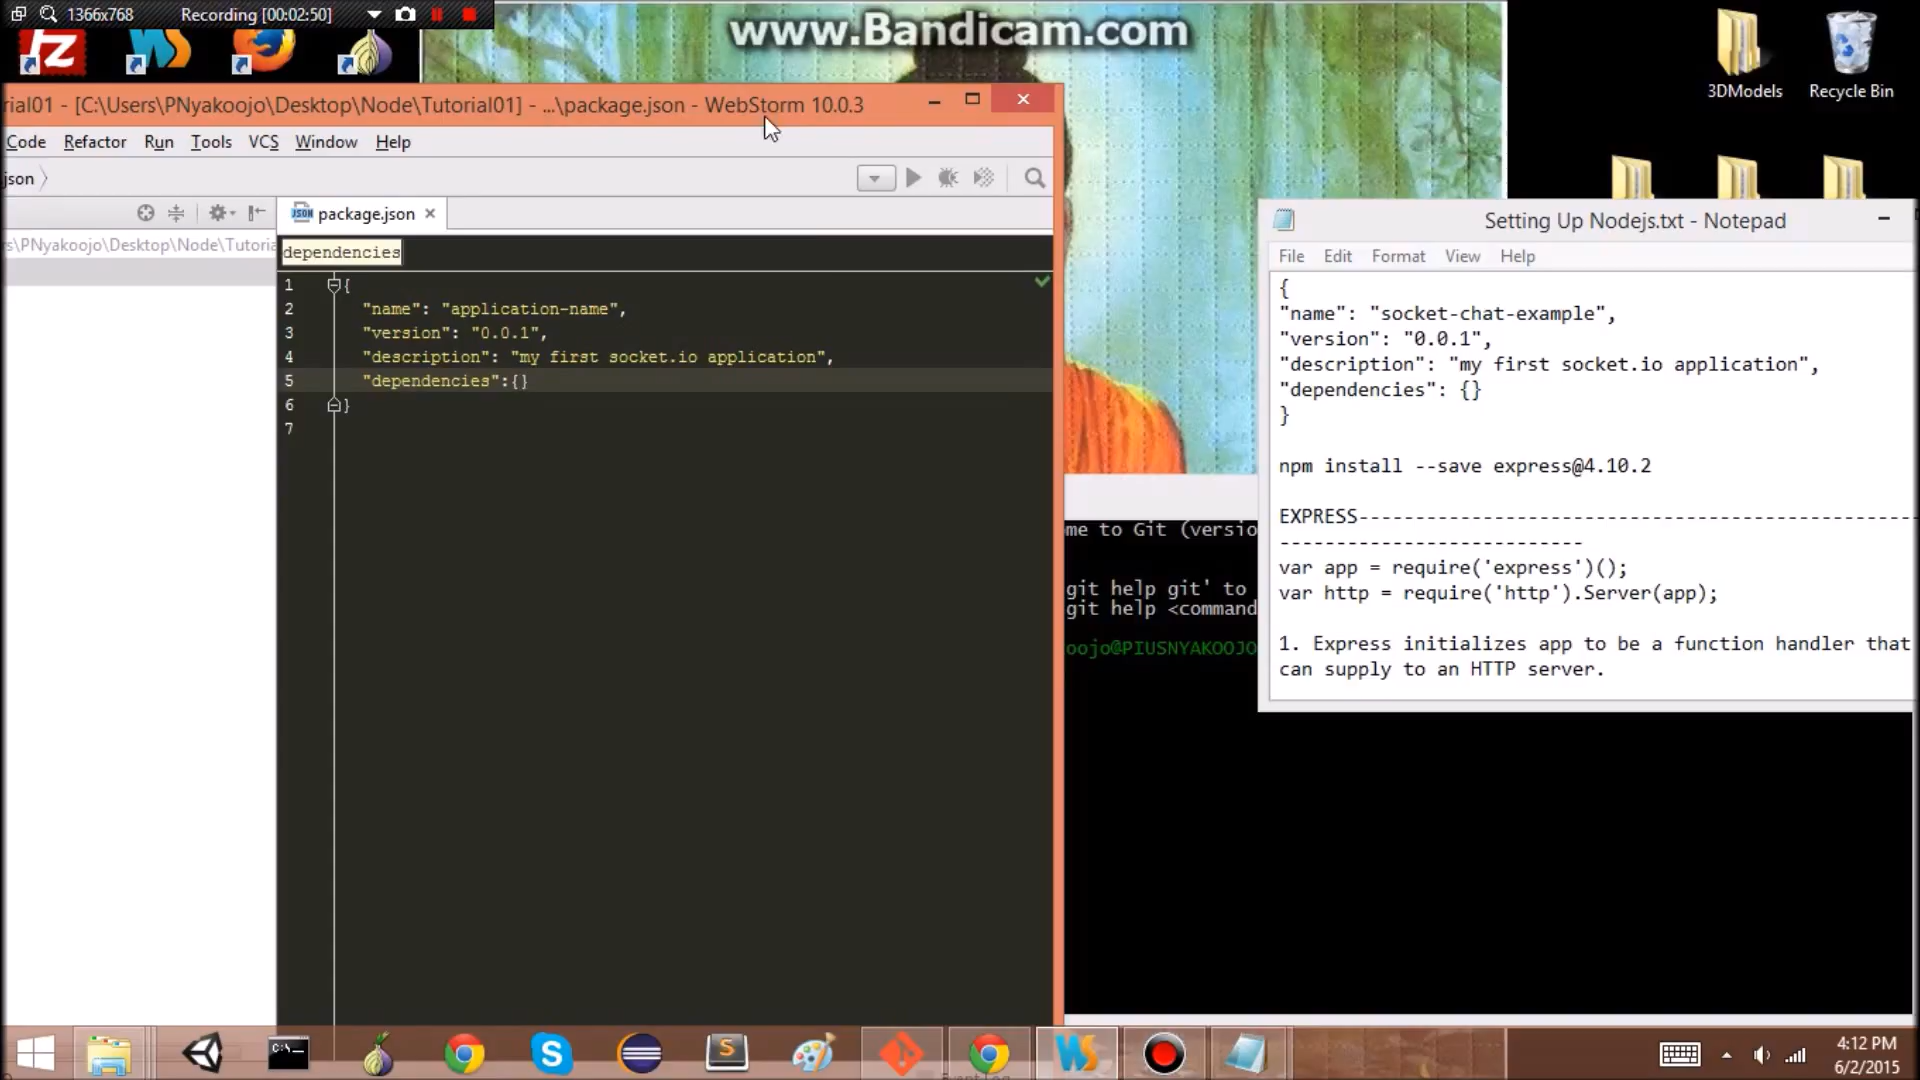 1366x768
Recording [00:02:50]
www.Bandicam.com
3DModels
Recycle Bin
rial01 - [C:\Users\PNyakoojo\Desktop\Node\Tutorial01] - ...\package.json - WebStorm 10.0.3
Code Refactor Run Tools VCS Window Help
json
s\PNyakoojo\Desktop\Node\Tutoria
package.json
dependencies
1 {
2 "name": "application-name",
3 "version": "0.0.1",
4 "description": "my first socket.io application",
5 "dependencies":{}
6 }
7
me to Git (versio
git help git' to
git help <command
oojo@PIUSNYAKOOJO
Setting Up Nodejs.txt - Notepad
File Edit Format View Help
{
"name": "socket-chat-example",
"version": "0.0.1",
"description": "my first socket.io application",
"dependencies": {}
}
npm install --save express@4.10.2
EXPRESS--------------------------------------------------
---------------------------
var app = require('express')();
var http = require('http').Server(app);
1. Express initializes app to be a function handler that
can supply to an HTTP server.
4:12 PM
6/2/2015